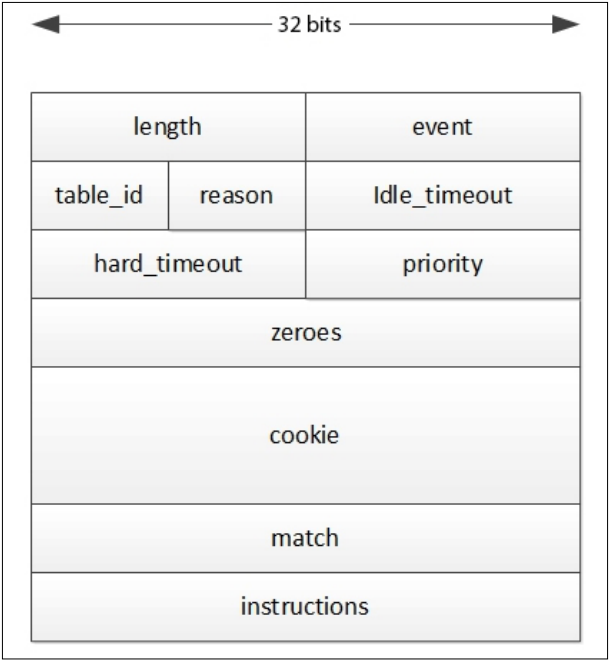 32 bits
length event
table_id reason Idle_timeout
hard_timeout priority
zeroes
cookie
match
instructions